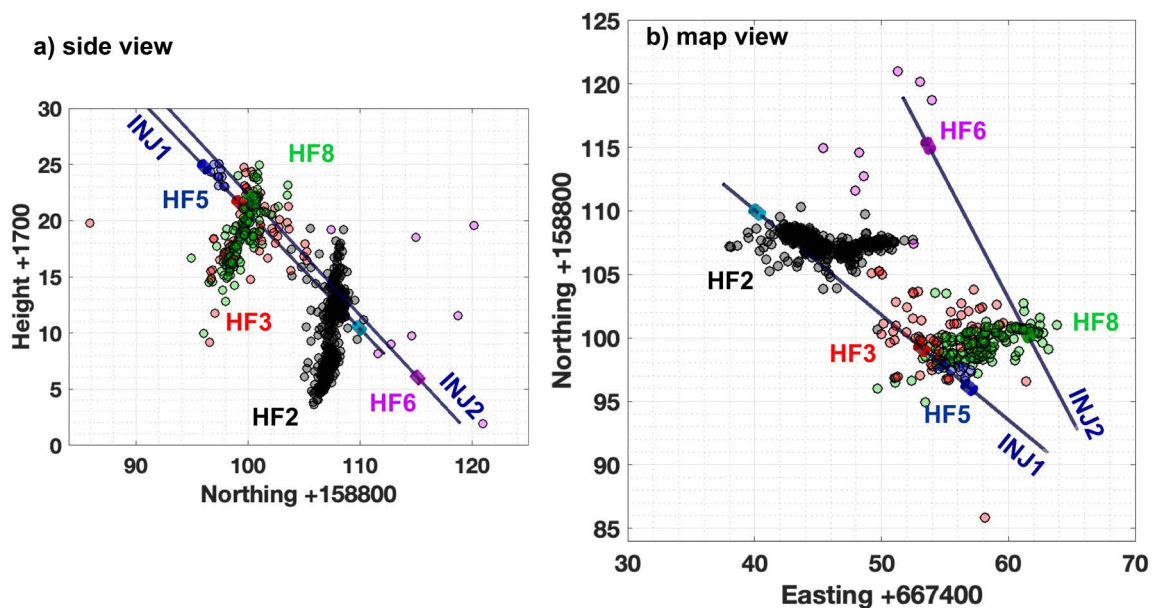 a) side view
30
25
20
15
10
5
0
90
100
110
120
Height +1700
Northing +158800
INJ1
HF5
HF8
HF3
HF2
HF6
INJ2
b) map view
125
120
115
110
105
100
95
90
85
30
40
50
60
70
Northing +158800
Easting +667400
HF6
HF2
HF3
HF8
HF5
INJ1
INJ2